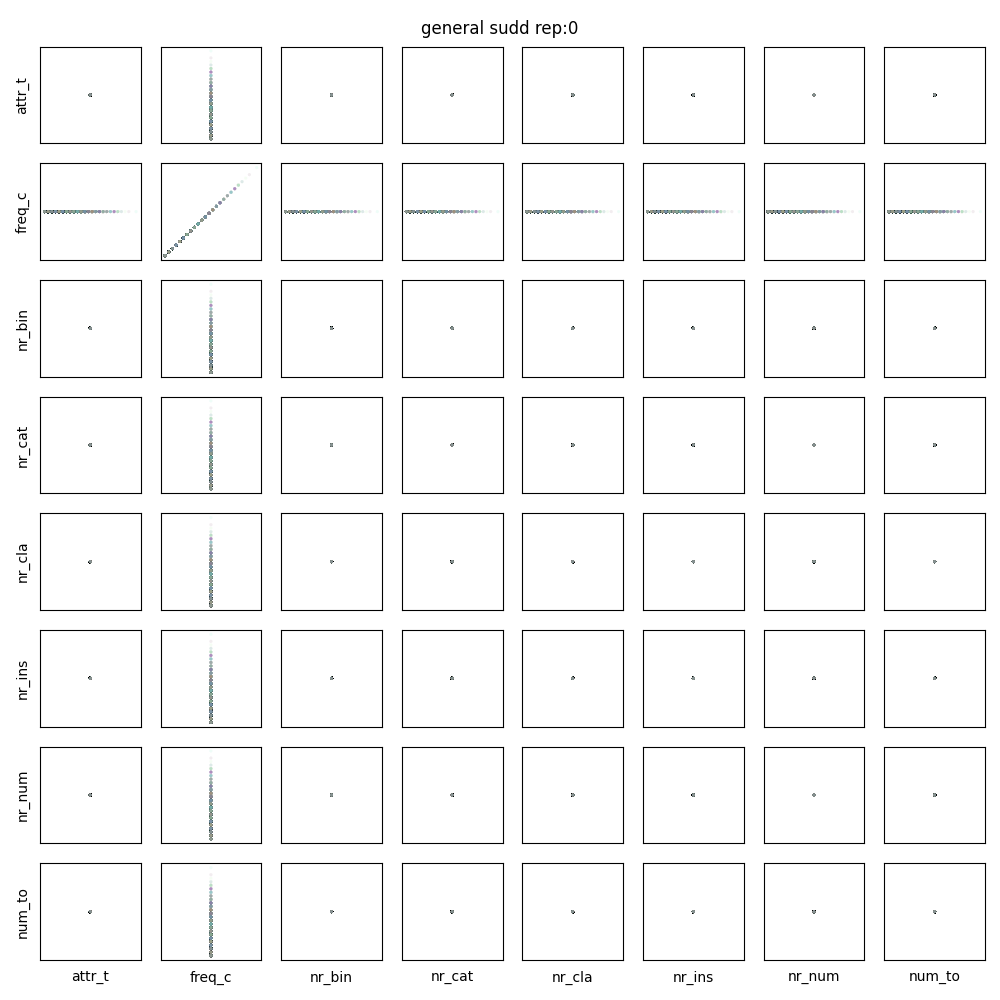 general sudd rep:0
attr_t
freq_c
nr_bin
nr_cat
nr_cla
nr_ins
nr_num
num_to
attr_t freq_c nr_bin nr_cat nr_cla nr_ins nr_num num_to